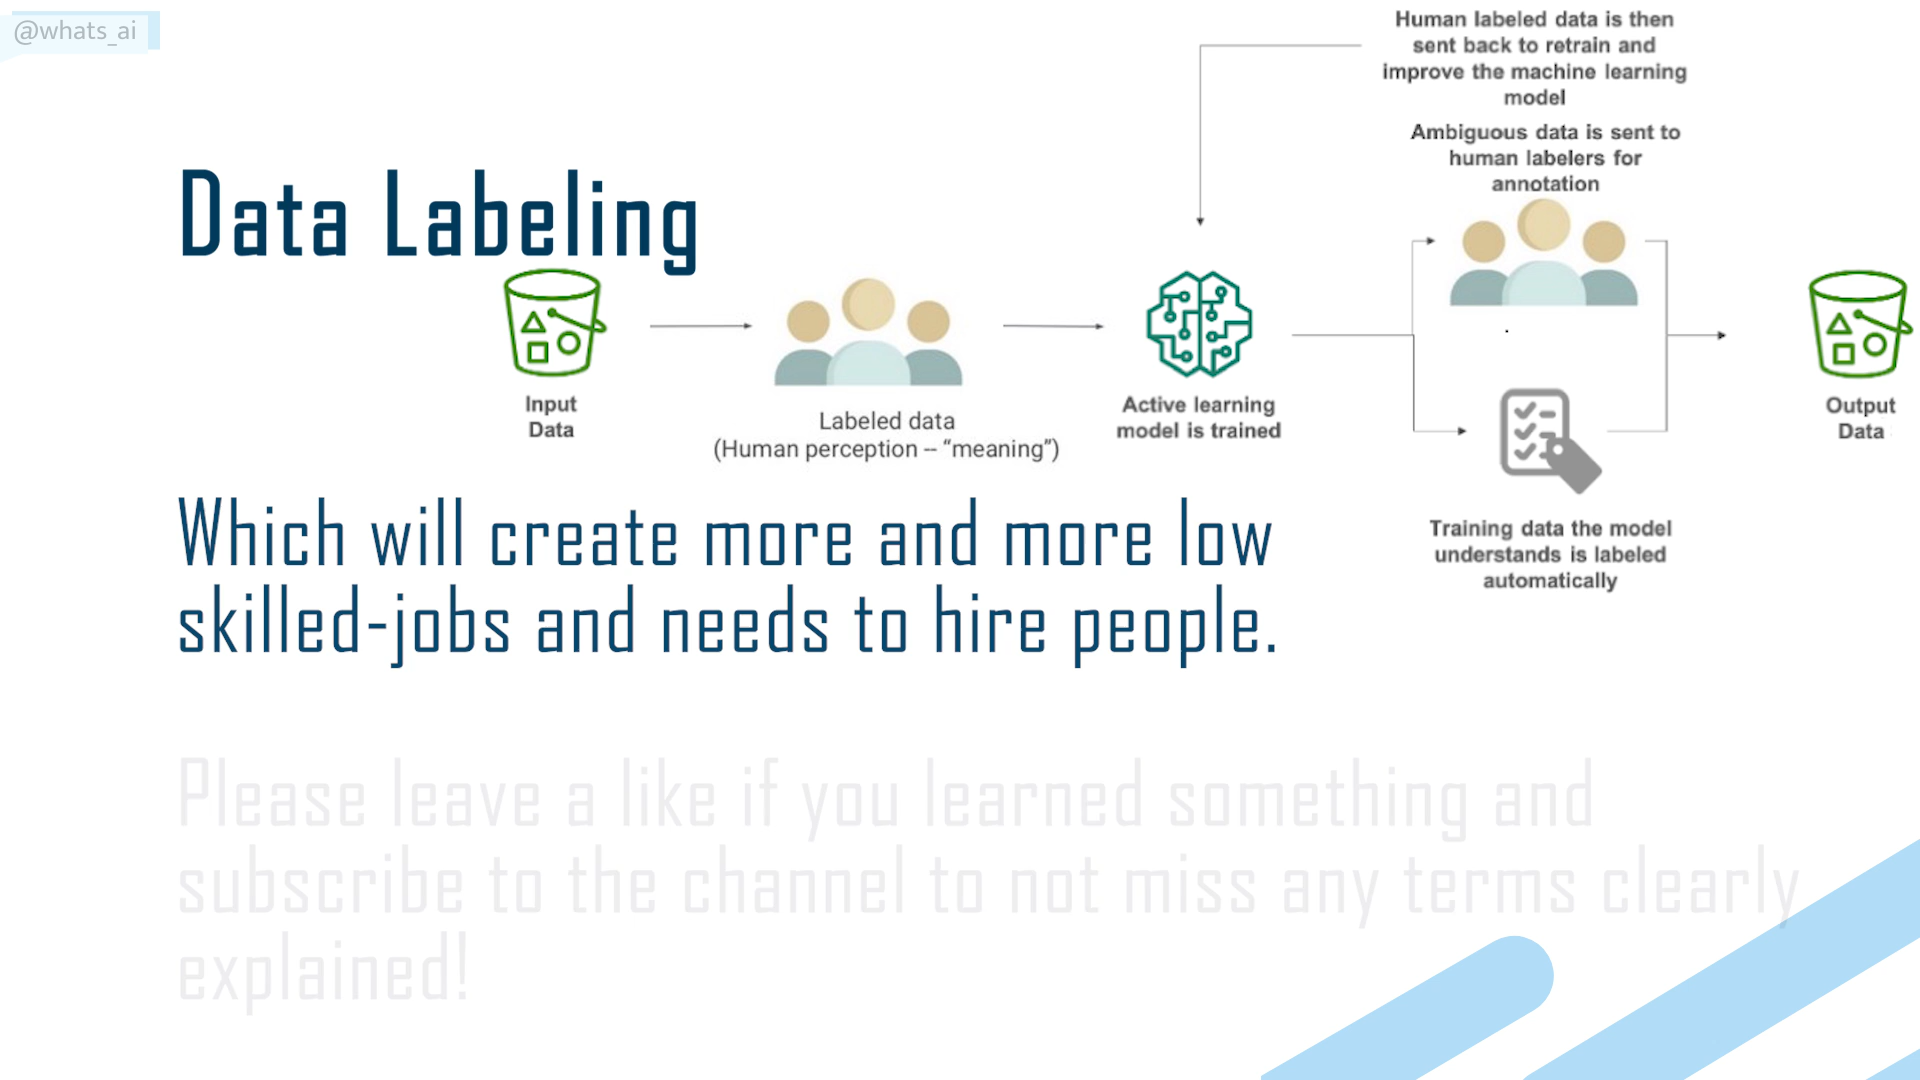 @whats_ai
Human labeled data is then
sent back to retrain and
improve the machine learning
model
Ambiguous data is sent to
human labelers for
annotation
Data Labeling
Input
Data
Labeled data
(Human perception -- “meaning”)
Active learning
model is trained
Output
Data
Training data the model
understands is labeled
automatically
Which will create more and more low
skilled-jobs and needs to hire people.
Please leave a like if you learned something and
subscribe to the channel to not miss any terms clearly
explained!